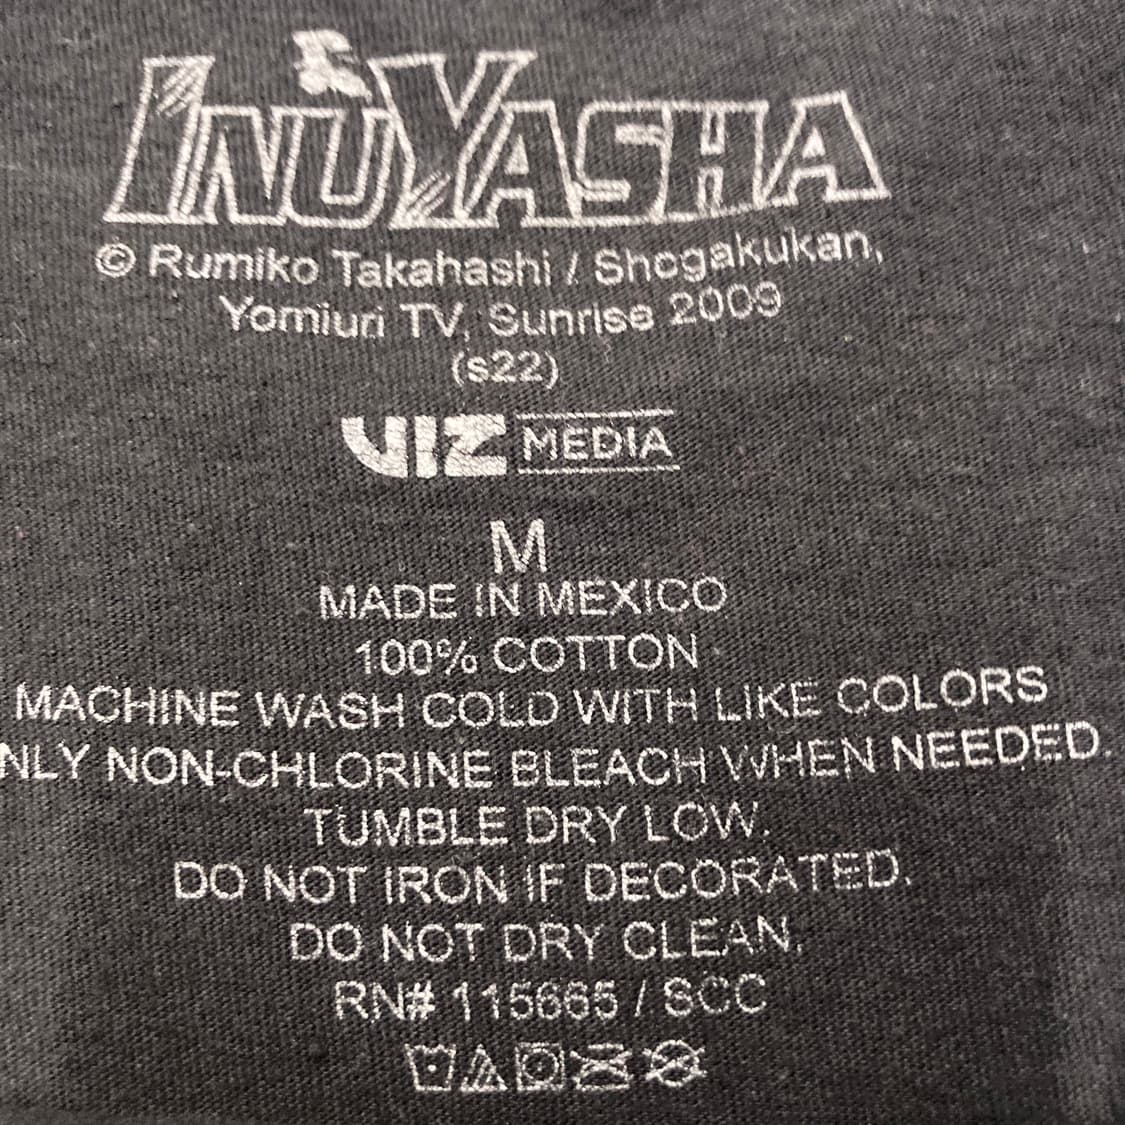 INUYASHA
© Rumiko Takahashi / Shogakukan,
Yomiuri TV, Sunrise 2009
(s22)
VIZ MEDIA
M
MADE IN MEXICO
100% COTTON
MACHINE WASH COLD WITH LIKE COLORS
NLY NON-CHLORINE BLEACH WHEN NEEDED.
TUMBLE DRY LOW.
DO NOT IRON IF DECORATED.
DO NOT DRY CLEAN.
RN# 115665 / SCC